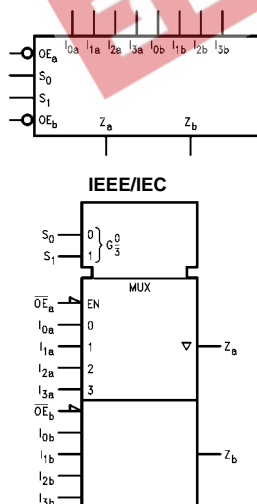 I0a I1a I2a I3a I0b I1b I2b I3b
OEa
S0
S1
OEb
Za Zb
IEEE/IEC
S0 0
S1 1
G 0/3
MUX
OEa EN
I0a 0
I1a 1 ▽ Za
I2a 2
I3a 3
OEb
I0b
I1b Zb
I2b
I3b